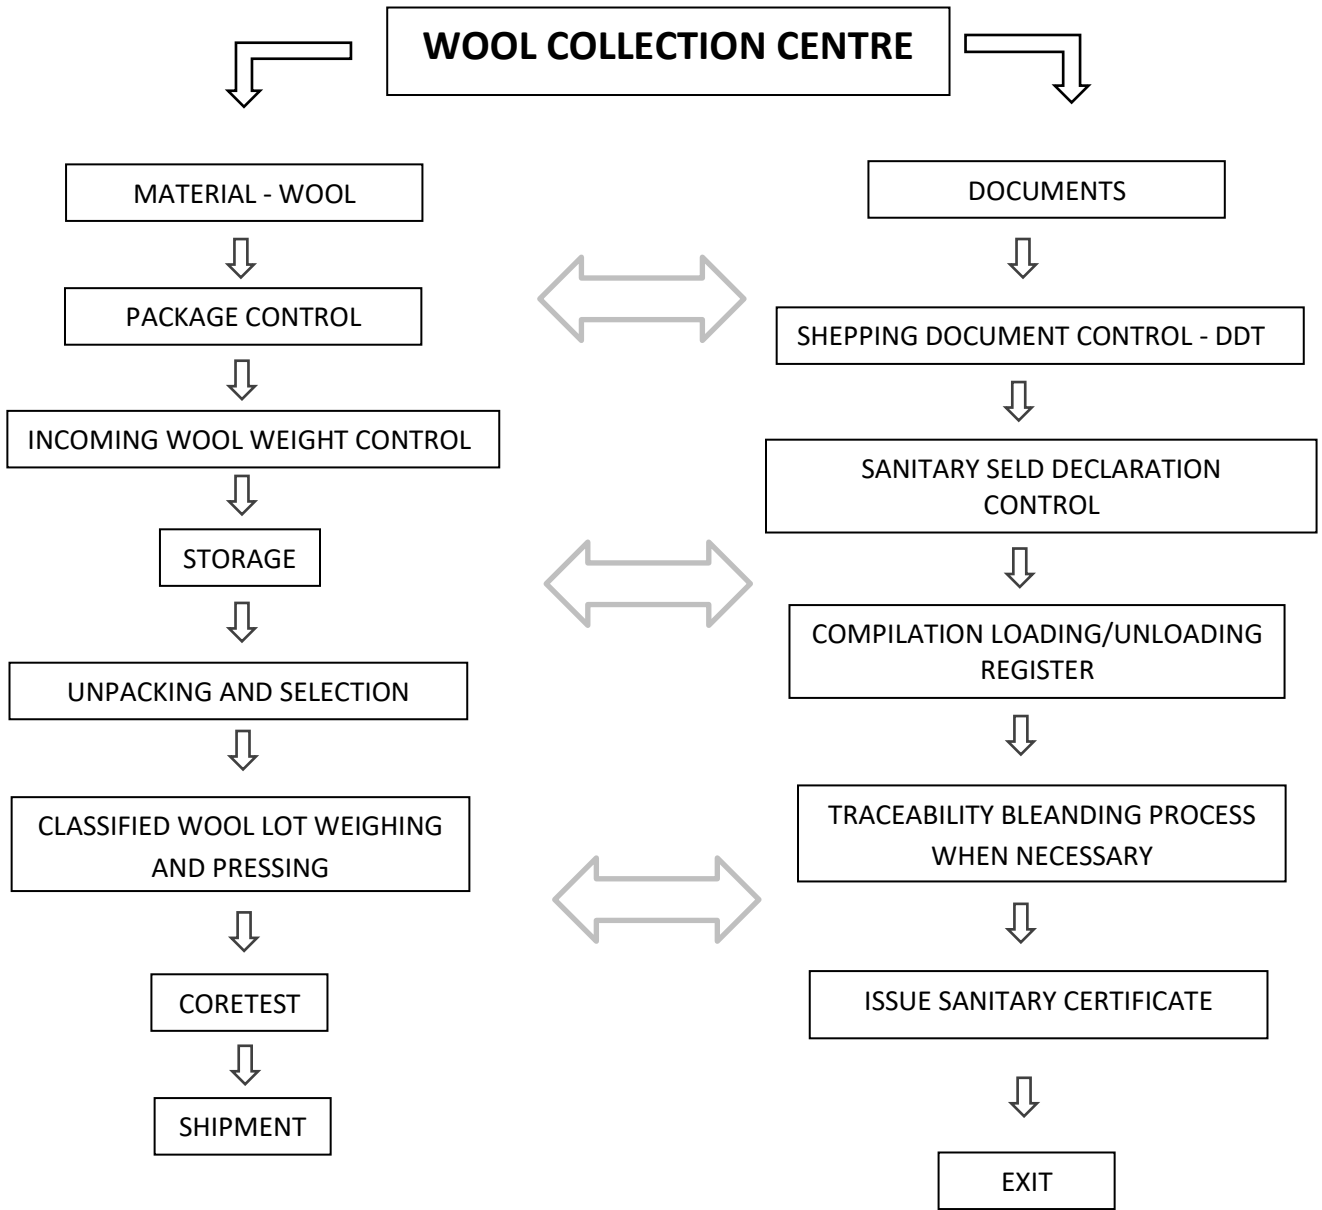 WOOL COLLECTION CENTRE
MATERIAL - WOOL
PACKAGE CONTROL
INCOMING WOOL WEIGHT CONTROL
STORAGE
UNPACKING AND SELECTION
CLASSIFIED WOOL LOT WEIGHING
AND PRESSING
CORETEST
SHIPMENT
DOCUMENTS
SHEPPING DOCUMENT CONTROL - DDT
SANITARY SELD DECLARATION
CONTROL
COMPILATION LOADING/UNLOADING
REGISTER
TRACEABILITY BLEANDING PROCESS
WHEN NECESSARY
ISSUE SANITARY CERTIFICATE
EXIT